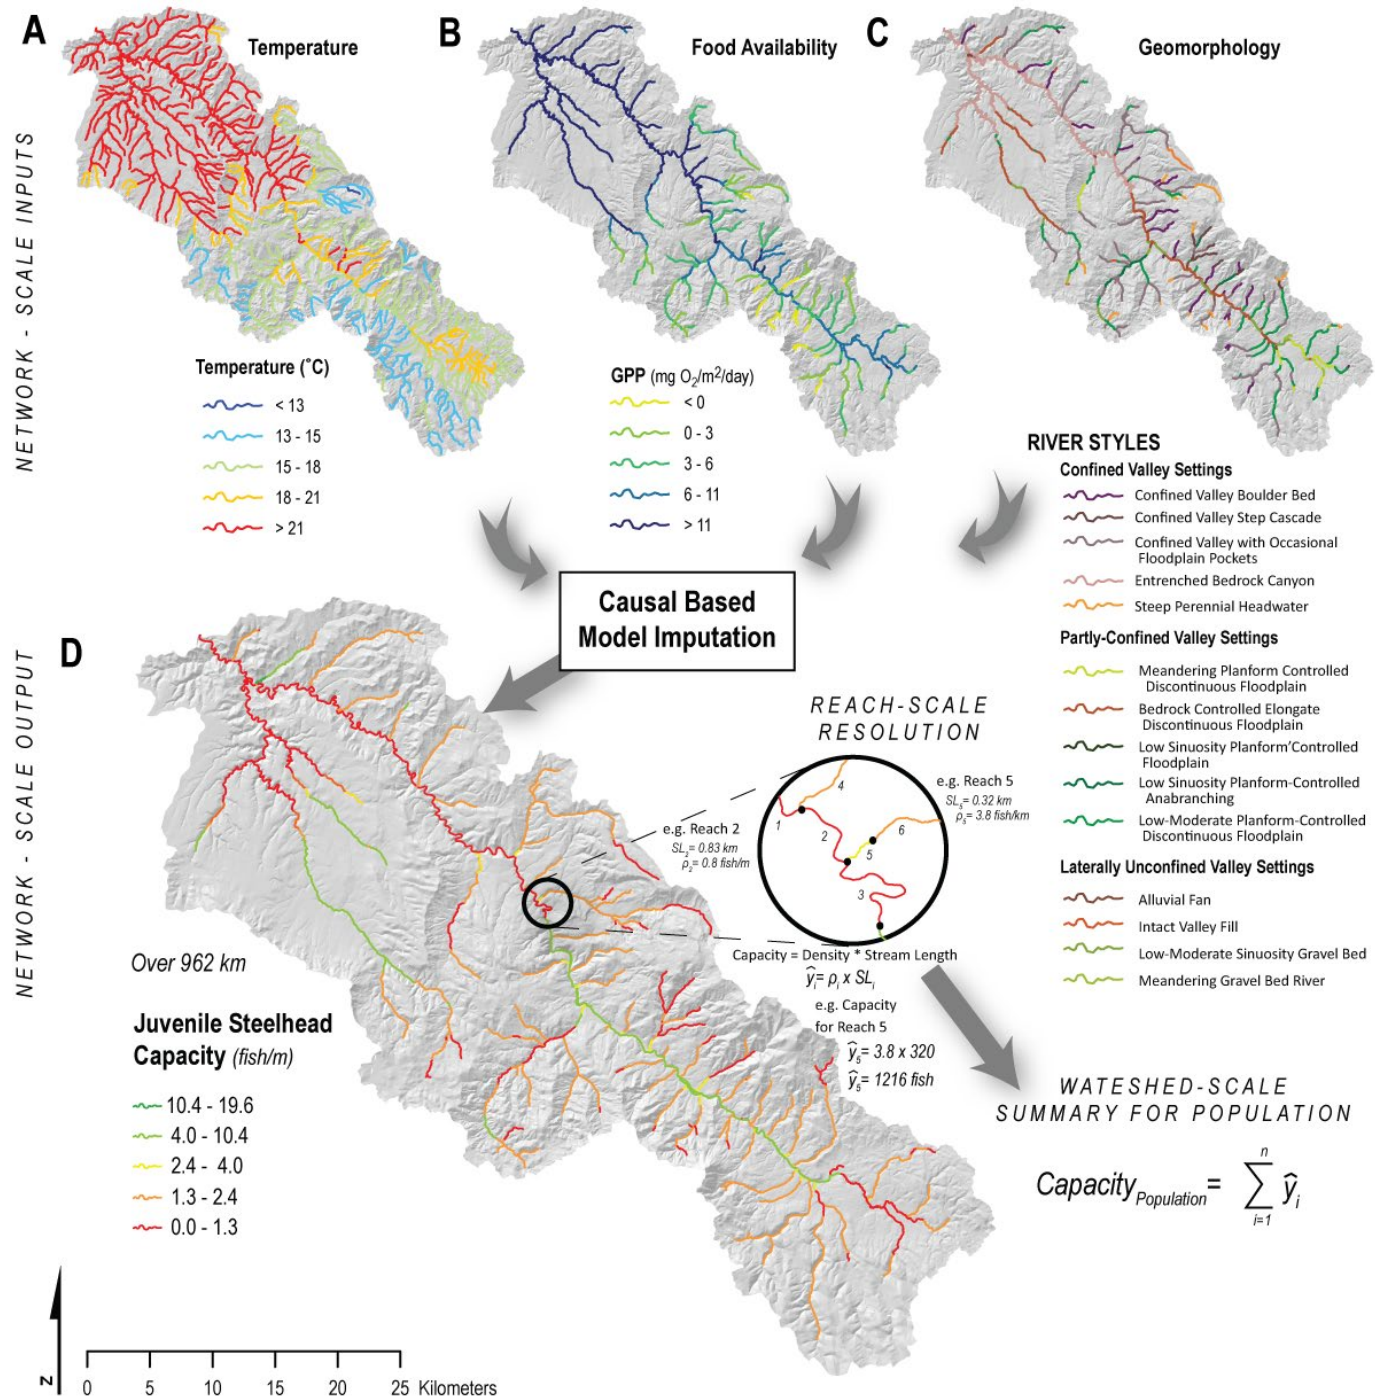 A
Temperature
B
Food Availability
C
Geomorphology
NETWORK - SCALE INPUTS
Temperature (˚C)
< 13
13 - 15
15 - 18
18 - 21
> 21
GPP (mg O2/m2/day)
< 0
0 - 3
3 - 6
6 - 11
> 11
RIVER STYLES
Confined Valley Settings
Confined Valley Boulder Bed
Confined Valley Step Cascade
Confined Valley with Occasional
Floodplain Pockets
Entrenched Bedrock Canyon
Steep Perennial Headwater
Partly-Confined Valley Settings
Meandering Planform Controlled
Discontinuous Floodplain
Bedrock Controlled Elongate
Discontinuous Floodplain
Low Sinuosity Planform'Controlled
Floodplain
Low Sinuosity Planform-Controlled
Anabranching
Low-Moderate Planform-Controlled
Discontinuous Floodplain
Laterally Unconfined Valley Settings
Alluvial Fan
Intact Valley Fill
Low-Moderate Sinuosity Gravel Bed
Meandering Gravel Bed River
Causal Based
Model Imputation
NETWORK - SCALE OUTPUT
D
REACH-SCALE
RESOLUTION
e.g. Reach 2
SL2= 0.83 km
ρ2= 0.8 fish/m
e.g. Reach 5
SL5= 0.32 km
ρ5= 3.8 fish/km
1
2
3
4
5
6
Capacity = Density * Stream Length
ŷi= ρi x SLi
e.g. Capacity
for Reach 5
ŷ5= 3.8 x 320
ŷ5= 1216 fish
Over 962 km
Juvenile Steelhead
Capacity (fish/m)
10.4 - 19.6
4.0 - 10.4
2.4 - 4.0
1.3 - 2.4
0.0 - 1.3
WATESHED-SCALE
SUMMARY FOR POPULATION
CapacityPopulation= n∑i=1 ŷi
N
0 5 10 15 20 25 Kilometers